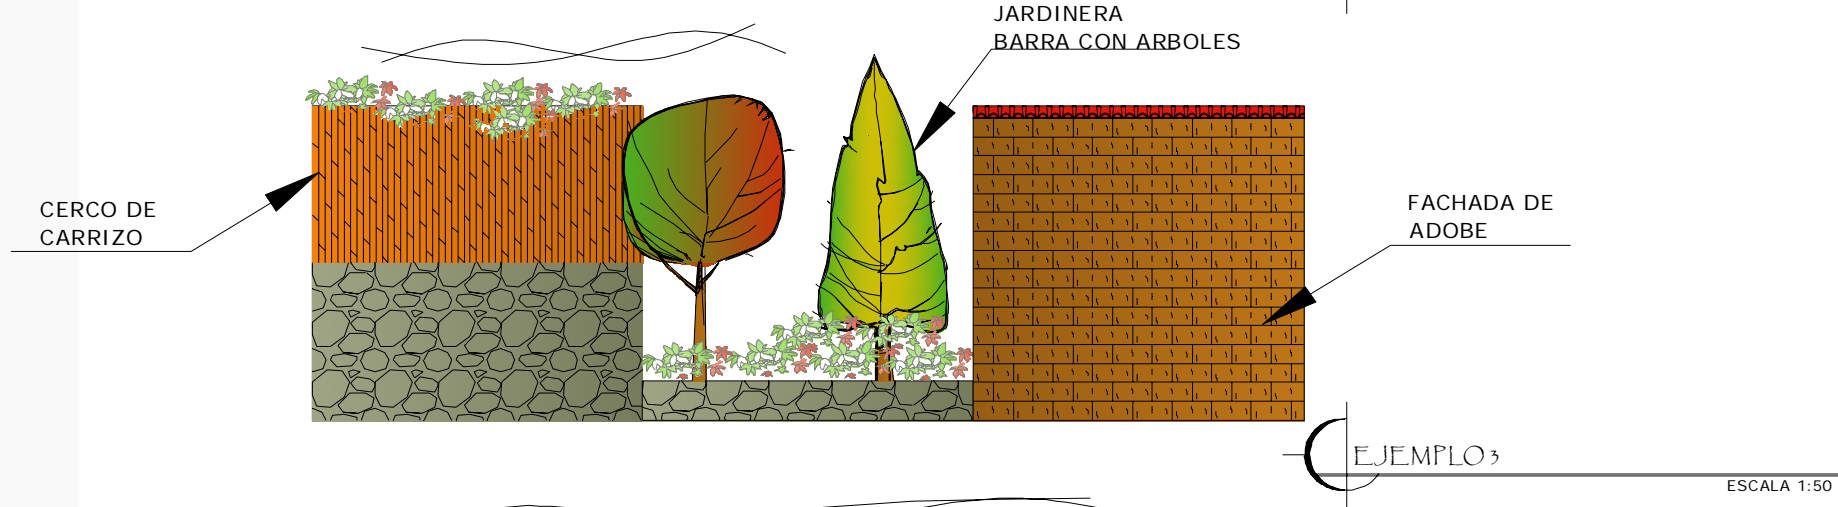 JARDINERA
BARRA CON ARBOLES
CERCO DE
CARRIZO
FACHADA DE
ADOBE
EJEMPLO 3
ESCALA 1:50